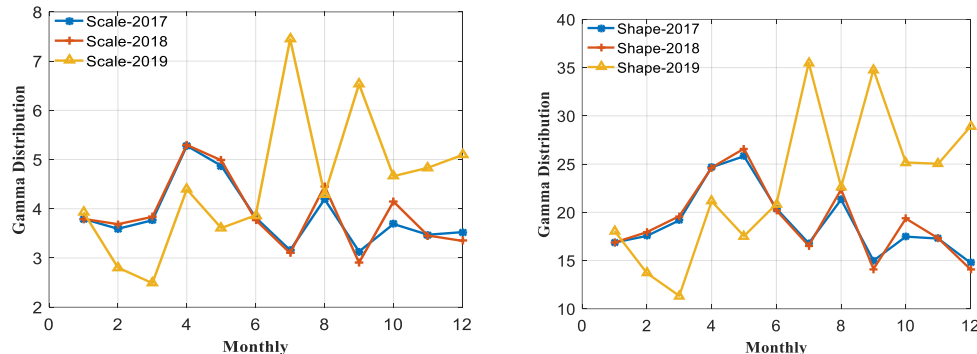 8
7
6
5
4
3
2
0 2 4 6 8 10 12
Gamma Distribution
Monthly
Scale-2017
Scale-2018
Scale-2019
40
35
30
25
20
15
10
0 2 4 6 8 10 12
Gamma Distribution
Monthly
Shape-2017
Shape-2018
Shape-2019